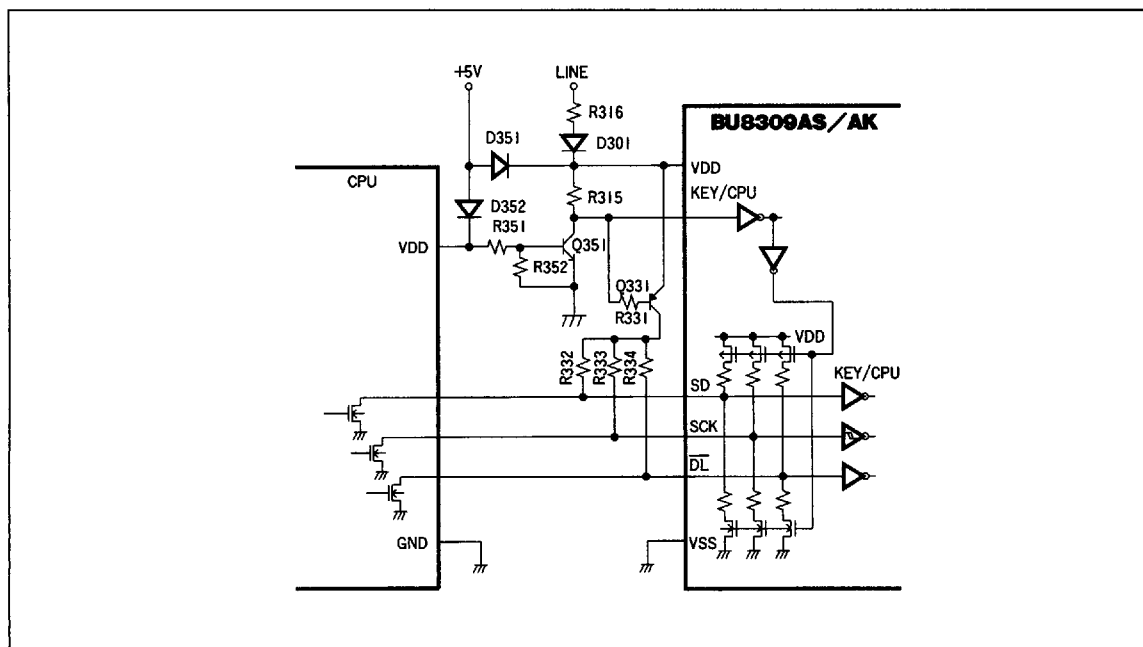 +5V
LINE
R316
BU8309AS/AK
D351
D301
VDD
CPU
R315
KEY/CPU
D352
R351
VDD
Q351
R352
Q331
R331
VDD
R332
R333
R334
KEY/CPU
SD
SCK
DL
GND
VSS